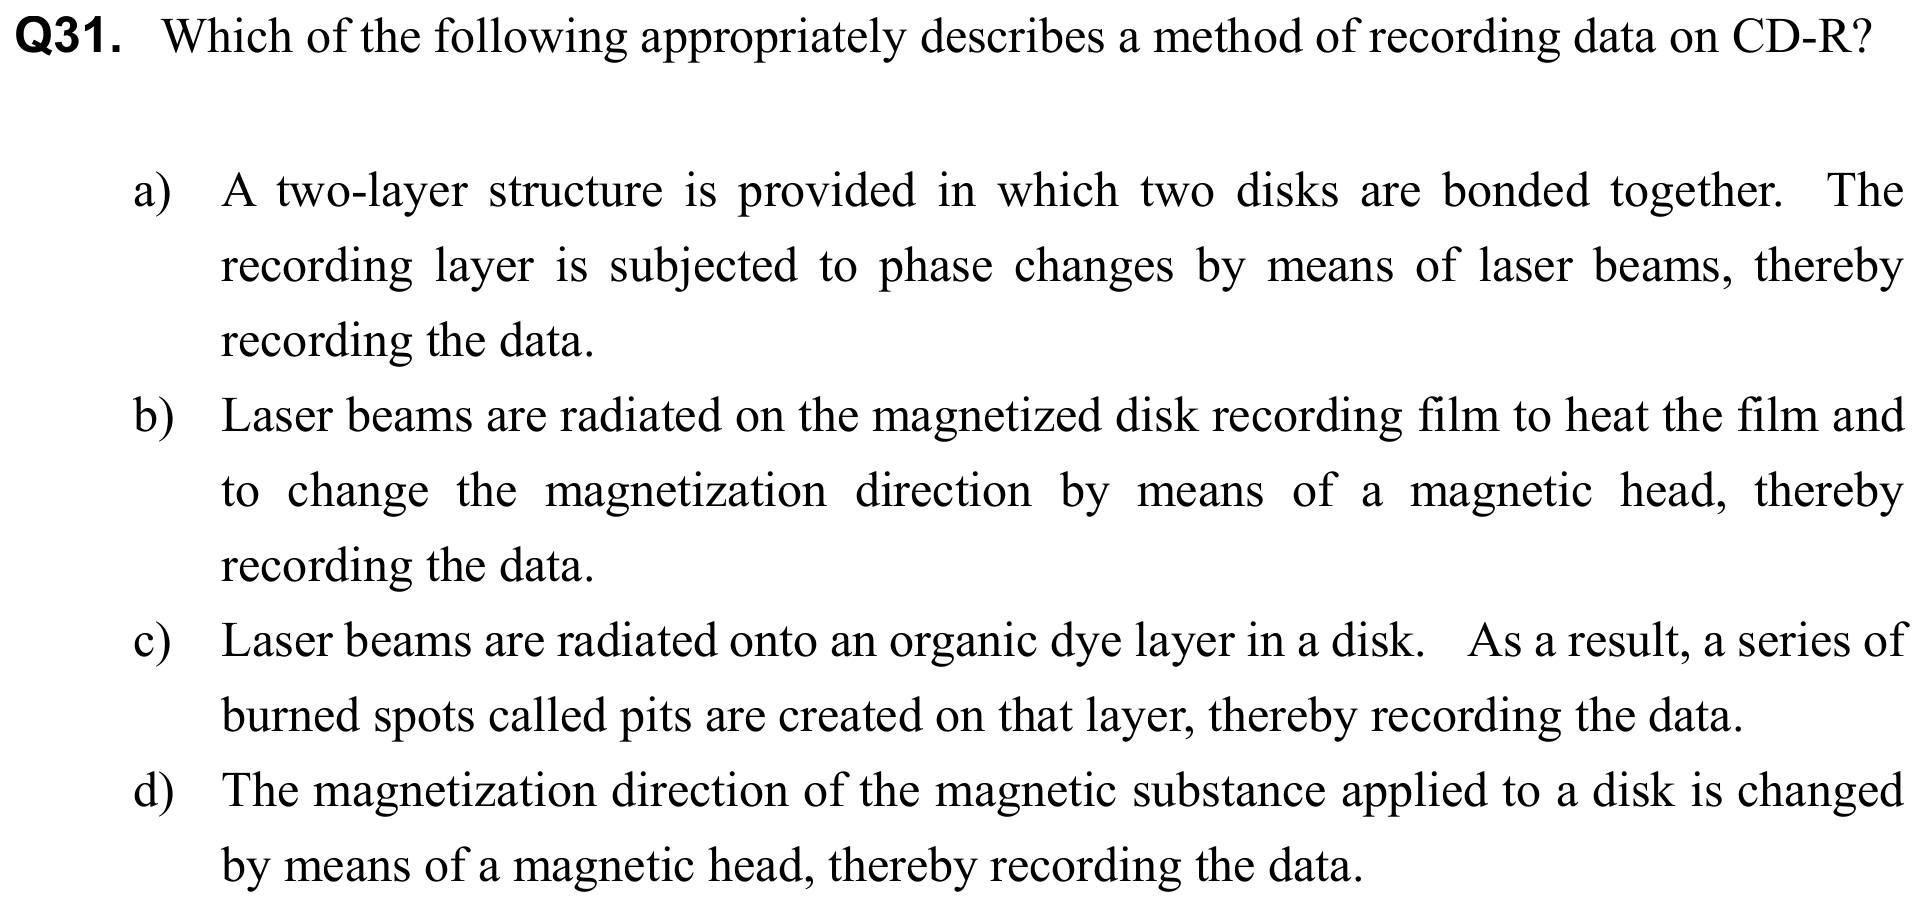 Q31. Which of the following appropriately describes a method of recording data on CD-R?
a) A two-layer structure is provided in which two disks are bonded together. The
recording layer is subjected to phase changes by means of laser beams, thereby
recording the data.
b) Laser beams are radiated on the magnetized disk recording film to heat the film and
to change the magnetization direction by means of a magnetic head, thereby
recording the data.
c) Laser beams are radiated onto an organic dye layer in a disk. As a result, a series of
burned spots called pits are created on that layer, thereby recording the data.
d) The magnetization direction of the magnetic substance applied to a disk is changed
by means of a magnetic head, thereby recording the data.